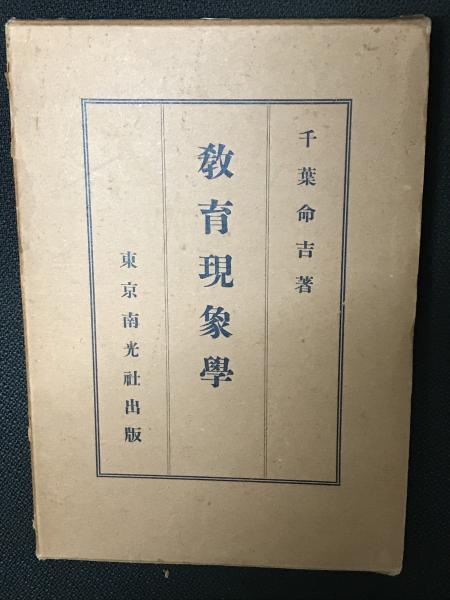 千葉命吉著
教育現象學
東京南光社出版